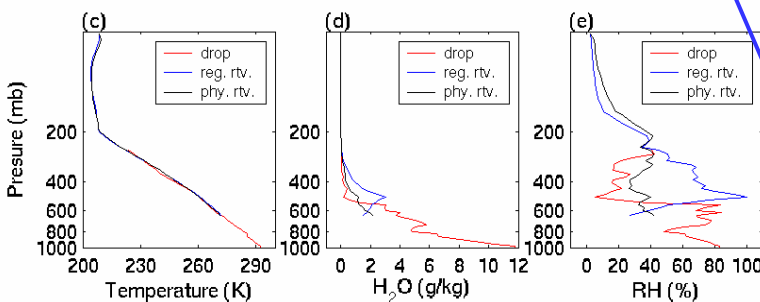 (c)
drop
reg. rtv.
phy. rtv.
Presure (mb)
200
400
600
800
1000
200
230
260
290
Temperature (K)
(d)
drop
reg. rtv.
phy. rtv.
200
400
600
800
1000
0
2
4
6
8
10
12
H2O (g/kg)
(e)
drop
reg. rtv.
phy. rtv.
200
400
600
800
1000
0
20
40
60
80
100
RH (%)